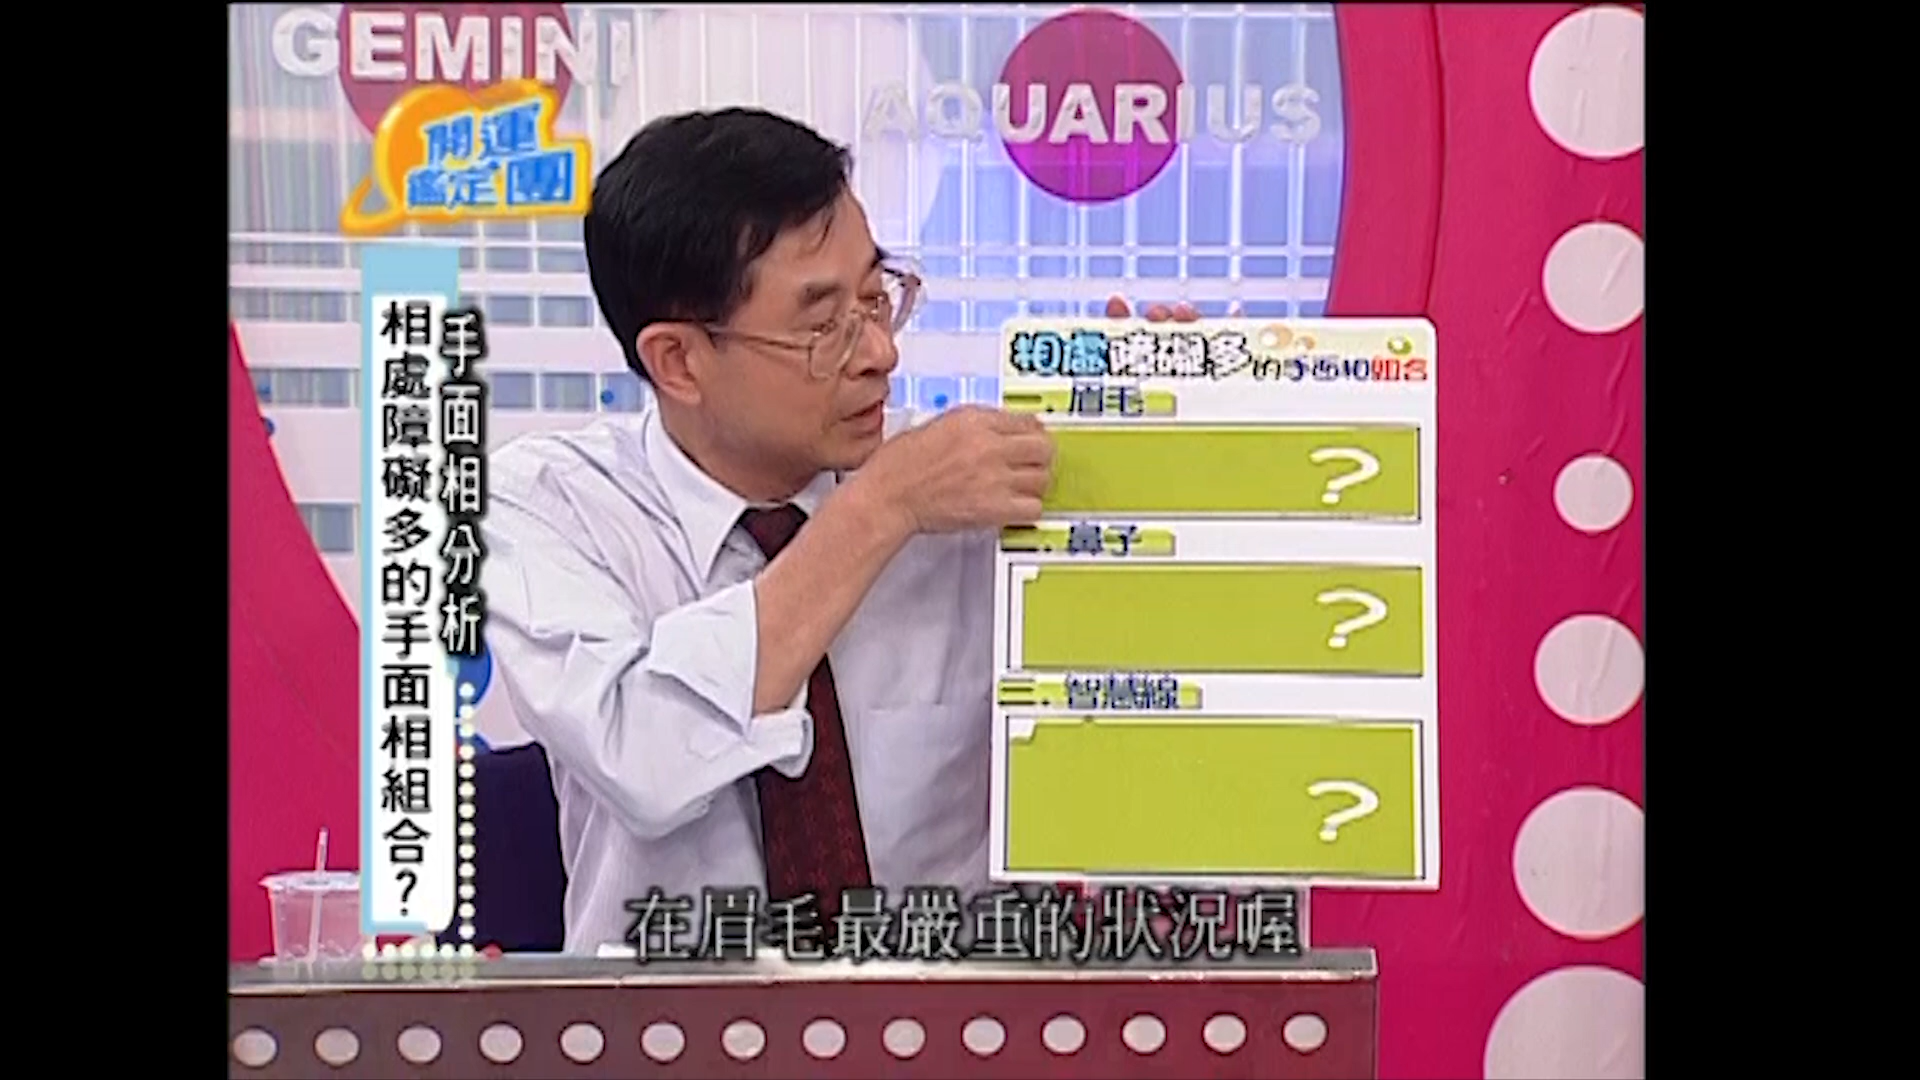 GEMINI
AQUARIUS
開運
鑑定團
手面相分析
相處障礙多的手面相組合?
相處障礙多的手面相組合
一.眉毛
?
二.鼻子
?
三.智慧線
?
在眉毛最嚴重的狀況喔